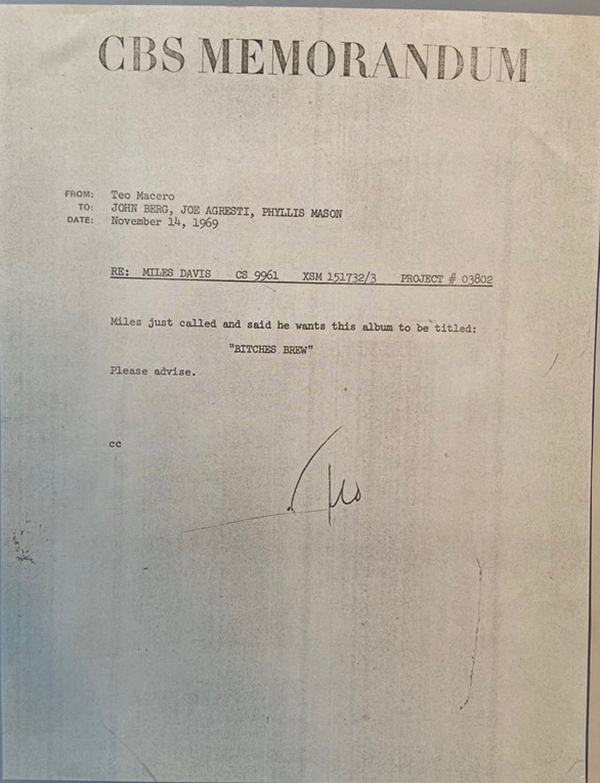 CBS MEMORANDUM
FROM: Teo Macero
TO: JOHN BERG, JOE AGRESTI, PHYLLIS MASON
DATE: November 14, 1969
RE: MILES DAVIS CS 9961 XSM 151732/3 PROJECT # 03802
Miles just called and said he wants this album to be titled:
"BITCHES BREW"
Please advise.
cc
Teo